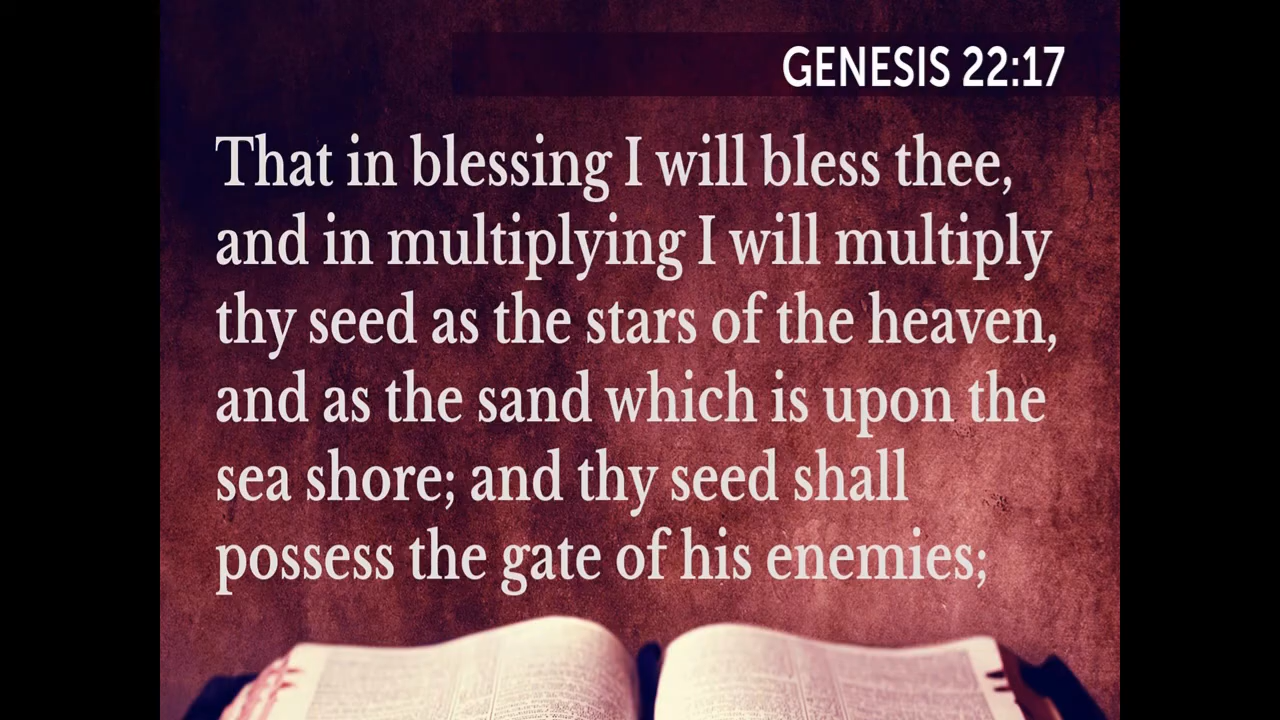 GENESIS 22:17
That in blessing I will bless thee,
and in multiplying I will multiply
thy seed as the stars of the heaven,
and as the sand which is upon the
sea shore; and thy seed shall
possess the gate of his enemies;